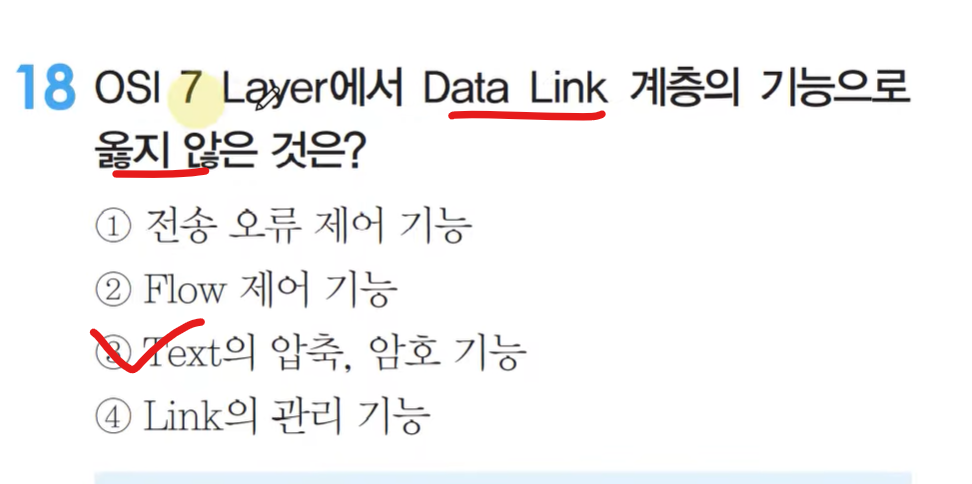 18 OSI 7 Layer에서 Data Link 계층의 기능으로
옳지 않은 것은?
① 전송 오류 제어 기능
② Flow 제어 기능
③ Text의 압축, 암호 기능
④ Link의 관리 기능